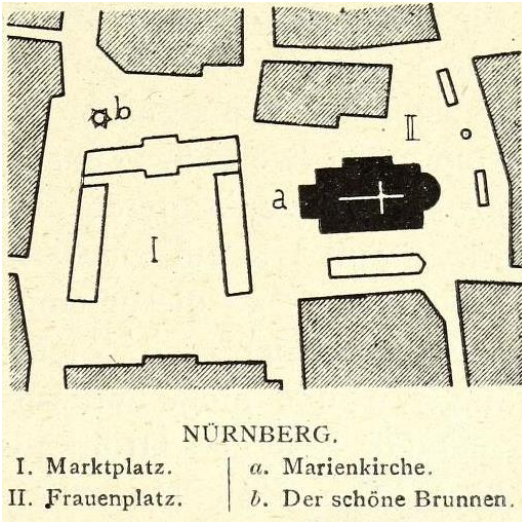 b
II
a
I
NÜRNBERG.
I. Marktplatz.
II. Frauenplatz.
a. Marienkirche.
b. Der schöne Brunnen.